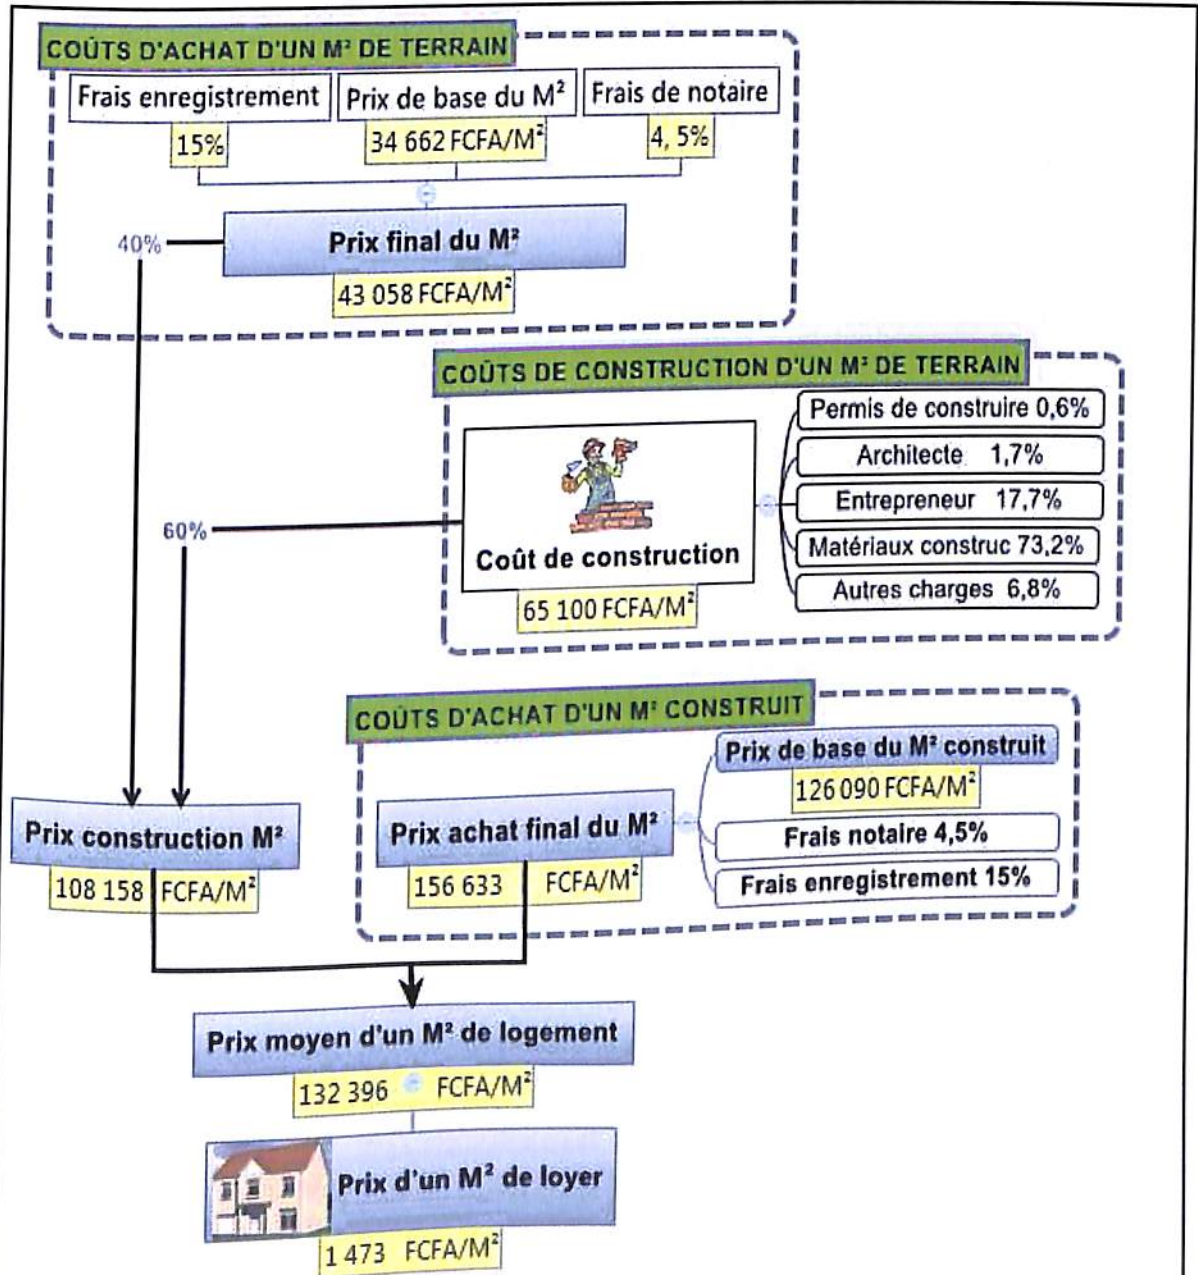 COÛTS D'ACHAT D'UN M² DE TERRAIN
Frais enregistrement
Prix de base du M²
Frais de notaire
15%
34 662 FCFA/M²
4, 5%
40%
Prix final du M²
43 058 FCFA/M²
COÛTS DE CONSTRUCTION D'UN M² DE TERRAIN
Permis de construire 0,6%
Architecte 1,7%
Entrepreneur 17,7%
Matériaux construc 73,2%
Autres charges 6,8%
60%
Coût de construction
65 100 FCFA/M²
COÛTS D'ACHAT D'UN M² CONSTRUIT
Prix de base du M² construit
126 090 FCFA/M²
Prix construction M²
Prix achat final du M²
Frais notaire 4,5%
108 158 FCFA/M²
156 633 FCFA/M²
Frais enregistrement 15%
Prix moyen d'un M² de logement
132 396 FCFA/M²
Prix d'un M² de loyer
1 473 FCFA/M²